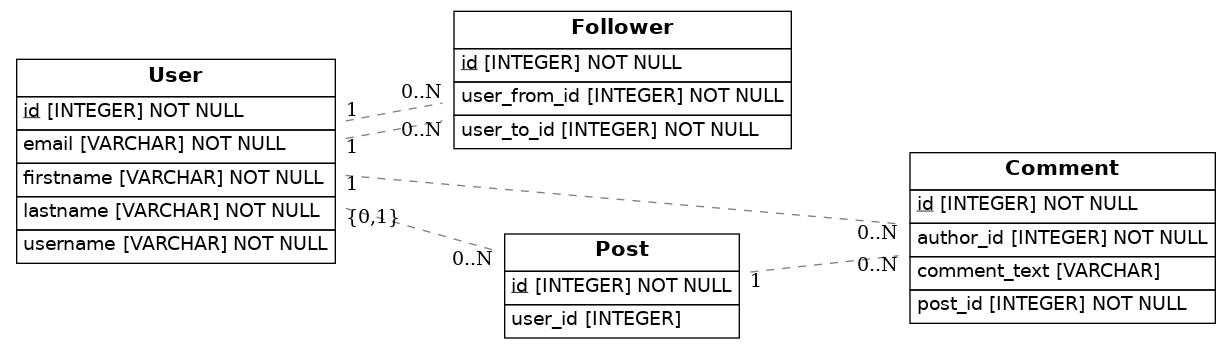 User
id [INTEGER] NOT NULL
email [VARCHAR] NOT NULL
firstname [VARCHAR] NOT NULL
lastname [VARCHAR] NOT NULL
username [VARCHAR] NOT NULL
1
0..N
1
0..N
1
0..N
{0,1}
0..N
Follower
id [INTEGER] NOT NULL
user_from_id [INTEGER] NOT NULL
user_to_id [INTEGER] NOT NULL
Post
id [INTEGER] NOT NULL
user_id [INTEGER]
1
0..N
Comment
id [INTEGER] NOT NULL
author_id [INTEGER] NOT NULL
comment_text [VARCHAR]
post_id [INTEGER] NOT NULL